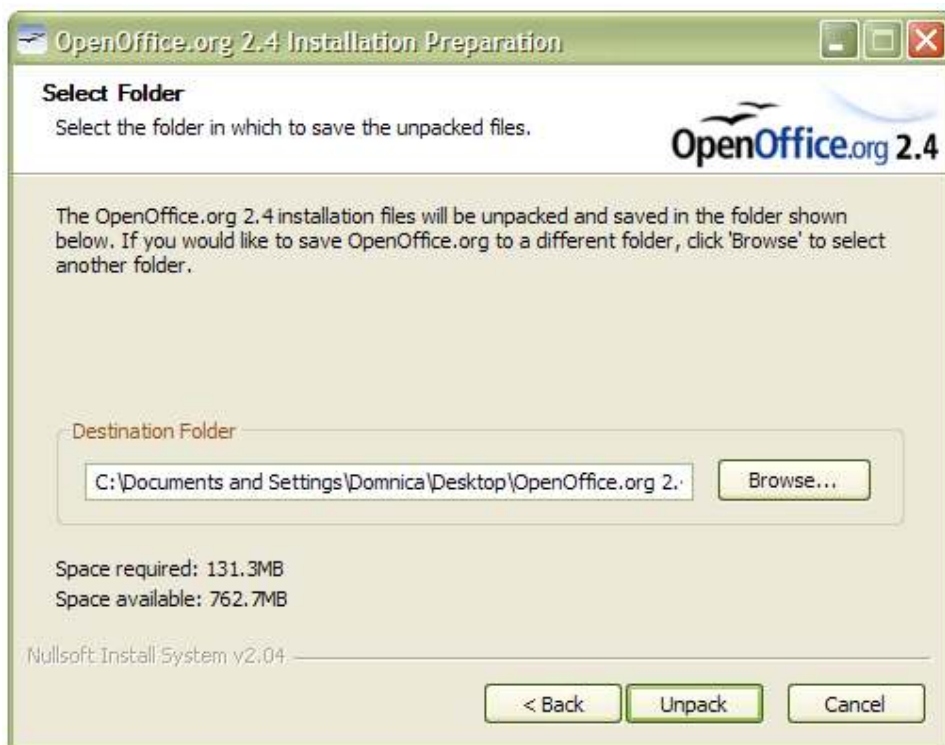 OpenOffice.org 2.4 Installation Preparation
Select Folder
Select the folder in which to save the unpacked files.
OpenOffice.org 2.4
The OpenOffice.org 2.4 installation files will be unpacked and saved in the folder shown
below. If you would like to save OpenOffice.org to a different folder, click 'Browse' to select
another folder.
Destination Folder
C:\Documents and Settings\Domnica\Desktop\OpenOffice.org 2.
Browse...
Space required: 131.3MB
Space available: 762.7MB
Nullsoft Install System v2.04
< Back
Unpack
Cancel